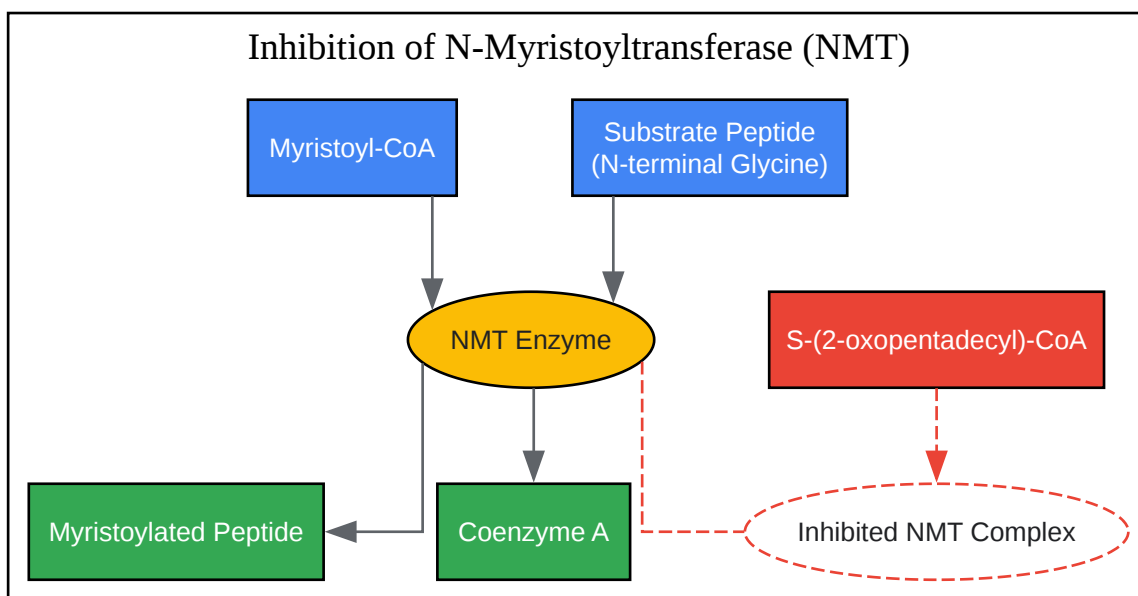 Inhibition of N-Myristoyltransferase (NMT)
Myristoyl-CoA
Substrate Peptide
(N-terminal Glycine)
NMT Enzyme
S-(2-oxopentadecyl)-CoA
Myristoylated Peptide
Coenzyme A
Inhibited NMT Complex